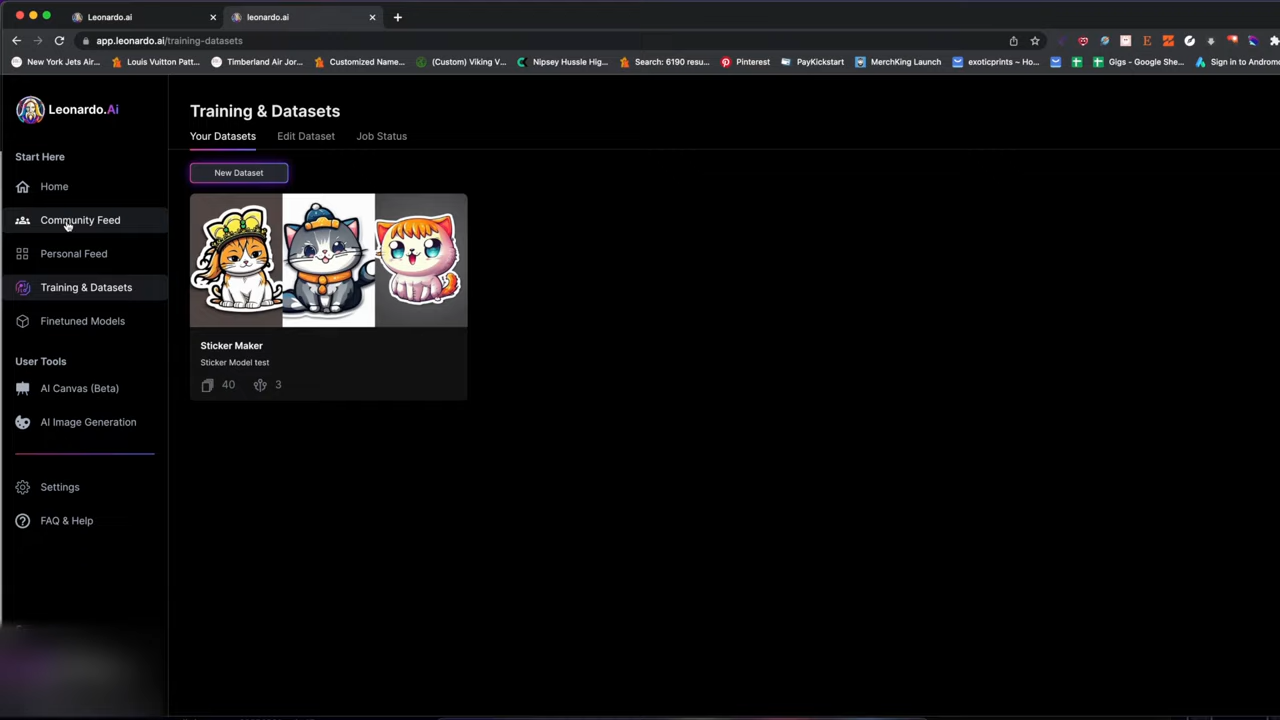 Leonardo.ai
leonardo.ai
app.leonardo.ai/training-datasets
New York Jets Air...
Louis Vuitton Patt...
Timberland Air Jor...
Customized Name...
(Custom) Viking V...
Nipsey Hussle Hig...
Search: 6190 resu...
Pinterest
PayKickstart
MerchKing Launch
exoticprints ~ Ho...
Gigs - Google She...
Sign in to Androm
Leonardo.Ai
Start Here
Home
Community Feed
Personal Feed
Training & Datasets
Finetuned Models
User Tools
AI Canvas (Beta)
AI Image Generation
Settings
FAQ & Help
Training & Datasets
Your Datasets
Edit Dataset
Job Status
New Dataset
Sticker Maker
Sticker Model test
40
3